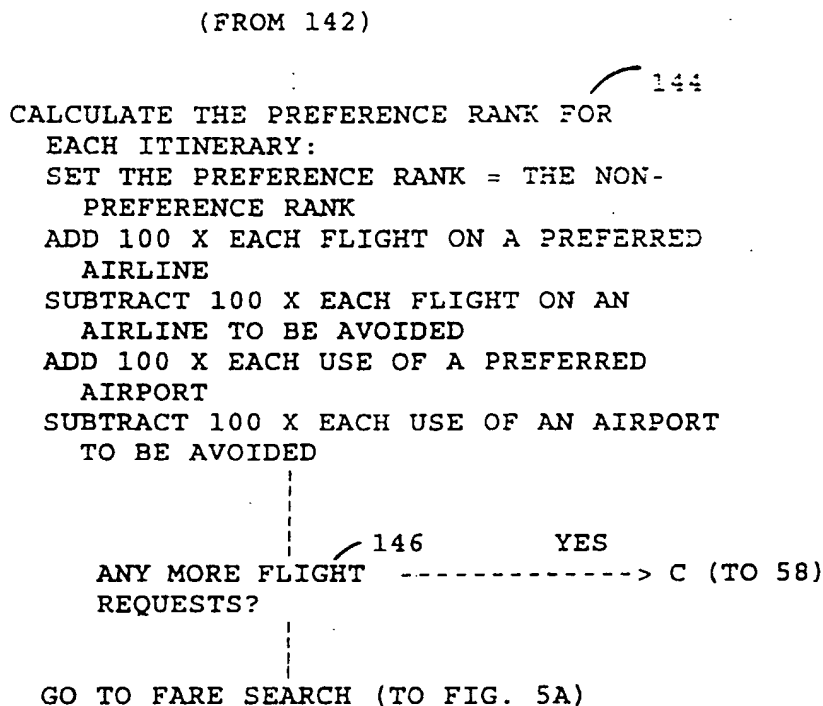 (FROM 142)
144
CALCULATE THE PREFERENCE RANK FOR
EACH ITINERARY:
SET THE PREFERENCE RANK = THE NON-
PREFERENCE RANK
ADD 100 X EACH FLIGHT ON A PREFERRED
AIRLINE
SUBTRACT 100 X EACH FLIGHT ON AN
AIRLINE TO BE AVOIDED
ADD 100 X EACH USE OF A PREFERRED
AIRPORT
SUBTRACT 100 X EACH USE OF AN AIRPORT
TO BE AVOIDED
146 YES
ANY MORE FLIGHT -------------> C (TO 58)
REQUESTS?
GO TO FARE SEARCH (TO FIG. 5A)